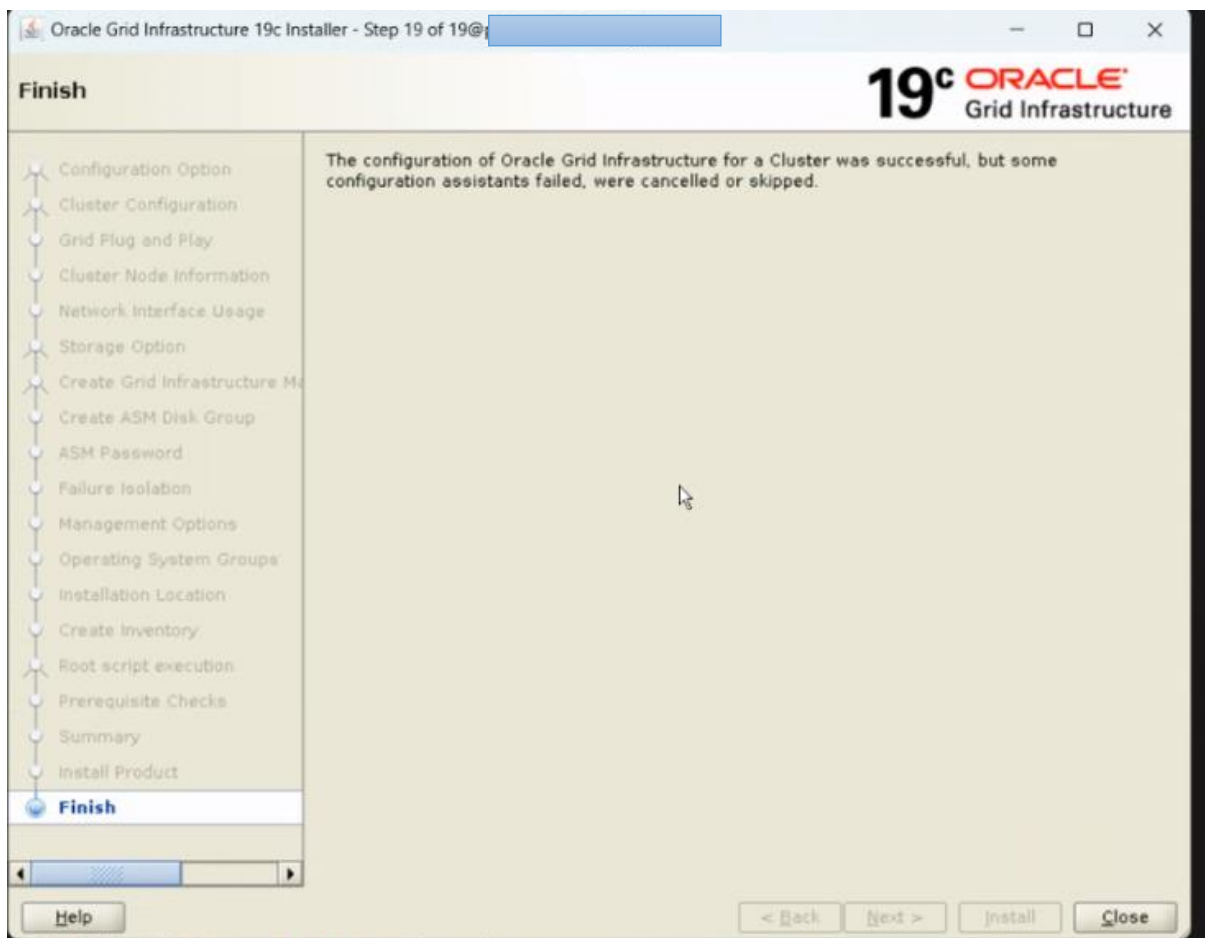 Oracle Grid Infrastructure 19c Installer - Step 19 of 19@
Finish
19c ORACLE
Grid Infrastructure
Configuration Option
Cluster Configuration
Grid Plug and Play
Cluster Node Information
Network Interface Usage
Storage Option
Create Grid Infrastructure Ma
Create ASM Disk Group
ASM Password
Failure Isolation
Management Options
Operating System Groups
Installation Location
Create Inventory
Root script execution
Prerequisite Checks
Summary
Install Product
Finish
The configuration of Oracle Grid Infrastructure for a Cluster was successful, but some
configuration assistants failed, were cancelled or skipped.
Help
< Back
Next >
Install
Close